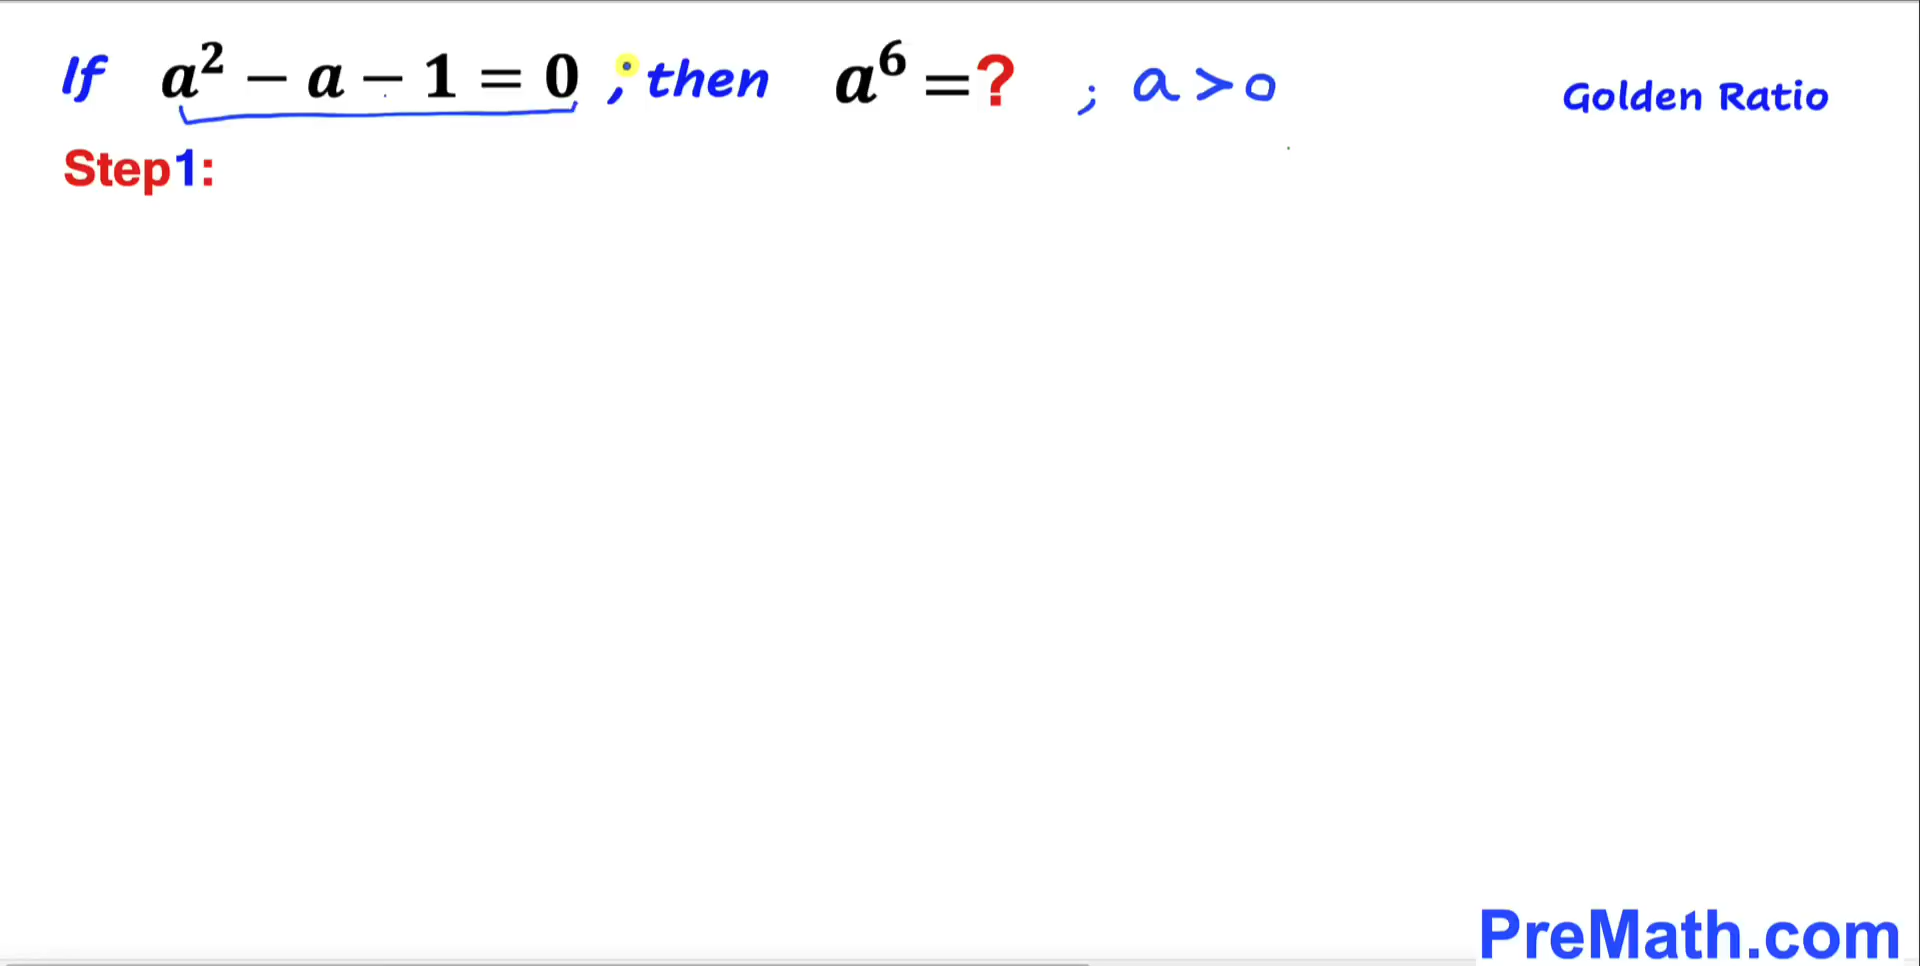 If a² − a − 1 = 0 ; then a⁶ =? ; a > 0 Golden Ratio
Step1:
PreMath.com